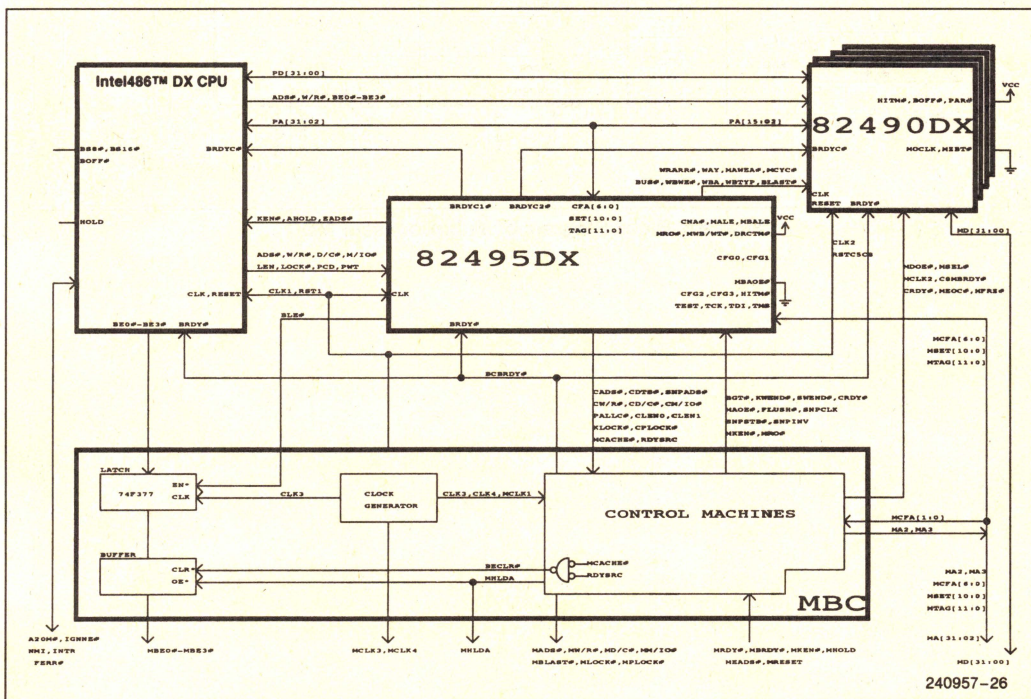 Intel486™ DX CPU
PD[31:00]
ADS#,W/R#,BE0#-BE3#
PA[31:02]
PA[15:02]
BS8#,BS16#
BOFF#
BRDYC#
HOLD
KEN#,AHOLD,EADS#
ADS#,W/R#,D/C#,M/IO#
LEN,LOCK#,PCD,PWT
CLK,RESET
CLK1,RST1
BLE#
BE0#-BE3#
BRDY#
HITM#,BOFF#,PAR#
VCC
82490DX
BRDYC#
MOCLK,MZBT#
WRARR#,WAY,MAWEA#,MCYC#
BUS#,WBWE#,WBA,WBTYP,BLAST#
CLK
RESET
BRDY#
BRDYC1#
BRDYC2#
CFA[6:0]
SET[10:0]
TAG[11:0]
CNA#,MALE,MBALE
VCC
MRO#,MWB/WT#,DRCTM#
82495DX
CFG0,CFG1
CLK
MBAOE#
CFG2,CFG3,HITM#
TEST,TCK,TDI,TMS
BRDY#
CLK2
MD[31:00]
MDOE#,MSEL#
MCLK2,
CRDY#,MEOC#,MFRZ#
MCFA[6:0]
MSET[10:0]
MTAG[11:0]
BCBRDY#
CADS#,CDTS#,SNPADS#
CW/R#,CD/C#,CM/IO#
PALLC#,CLEN0,CLEN1
KLOCK#,CPLOCK#
MCACHE#,RDYSRC
BGT#,KWEND#,SWEND#,CRDY#
MAOE#,FLUSH#,SNPCLK
SNPSTB#,SNPINV
MKEN#,MRO#
LATCH
74F377
EN*
CLK
CLK3
CLOCK
GENERATOR
CLK3,CLK4,MCLK1
CONTROL MACHINES
MCFA[1:0]
MA2,MA3
BUFFER
CLR*
OE*
BECLR#
MHLDA
MCACHE#
RDYSRC
MBC
MA2,MA3
MCFA[6:0]
MSET[10:0]
MTAG[11:0]
A20M#,IGNNE#
NMI,INTR
FERR#
MBE0#-MBE3#
MCLK3,MCLK4
MHLDA
MADS#,MW/R#,MD/C#,MM/IO#
MBLAST#,MLOCK#,MPLOCK#
MRDY#,MBRDY#,MKEN#,MHOLD
MEADS#,MRESET
MA[31:02]
MD[31:00]
240957-26